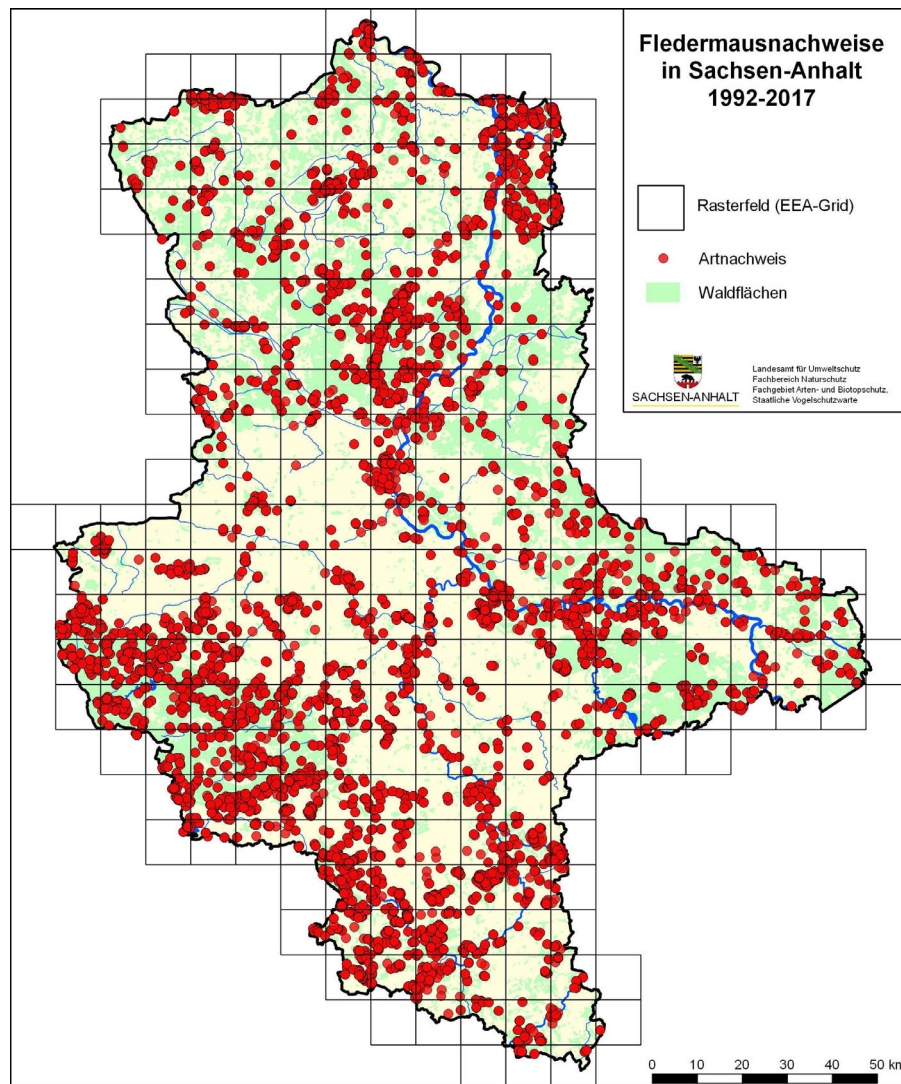 Fledermausnachweise
in Sachsen-Anhalt
1992-2017
Rasterfeld (EEA-Grid)
Artnachweis
Waldflächen
SACHSEN-ANHALT
Landesamt für Umweltschutz
Fachbereich Naturschutz
Fachgebiet Arten- und Biotopschutz,
Staatliche Vogelschutzwarte
0 10 20 30 40 50 km